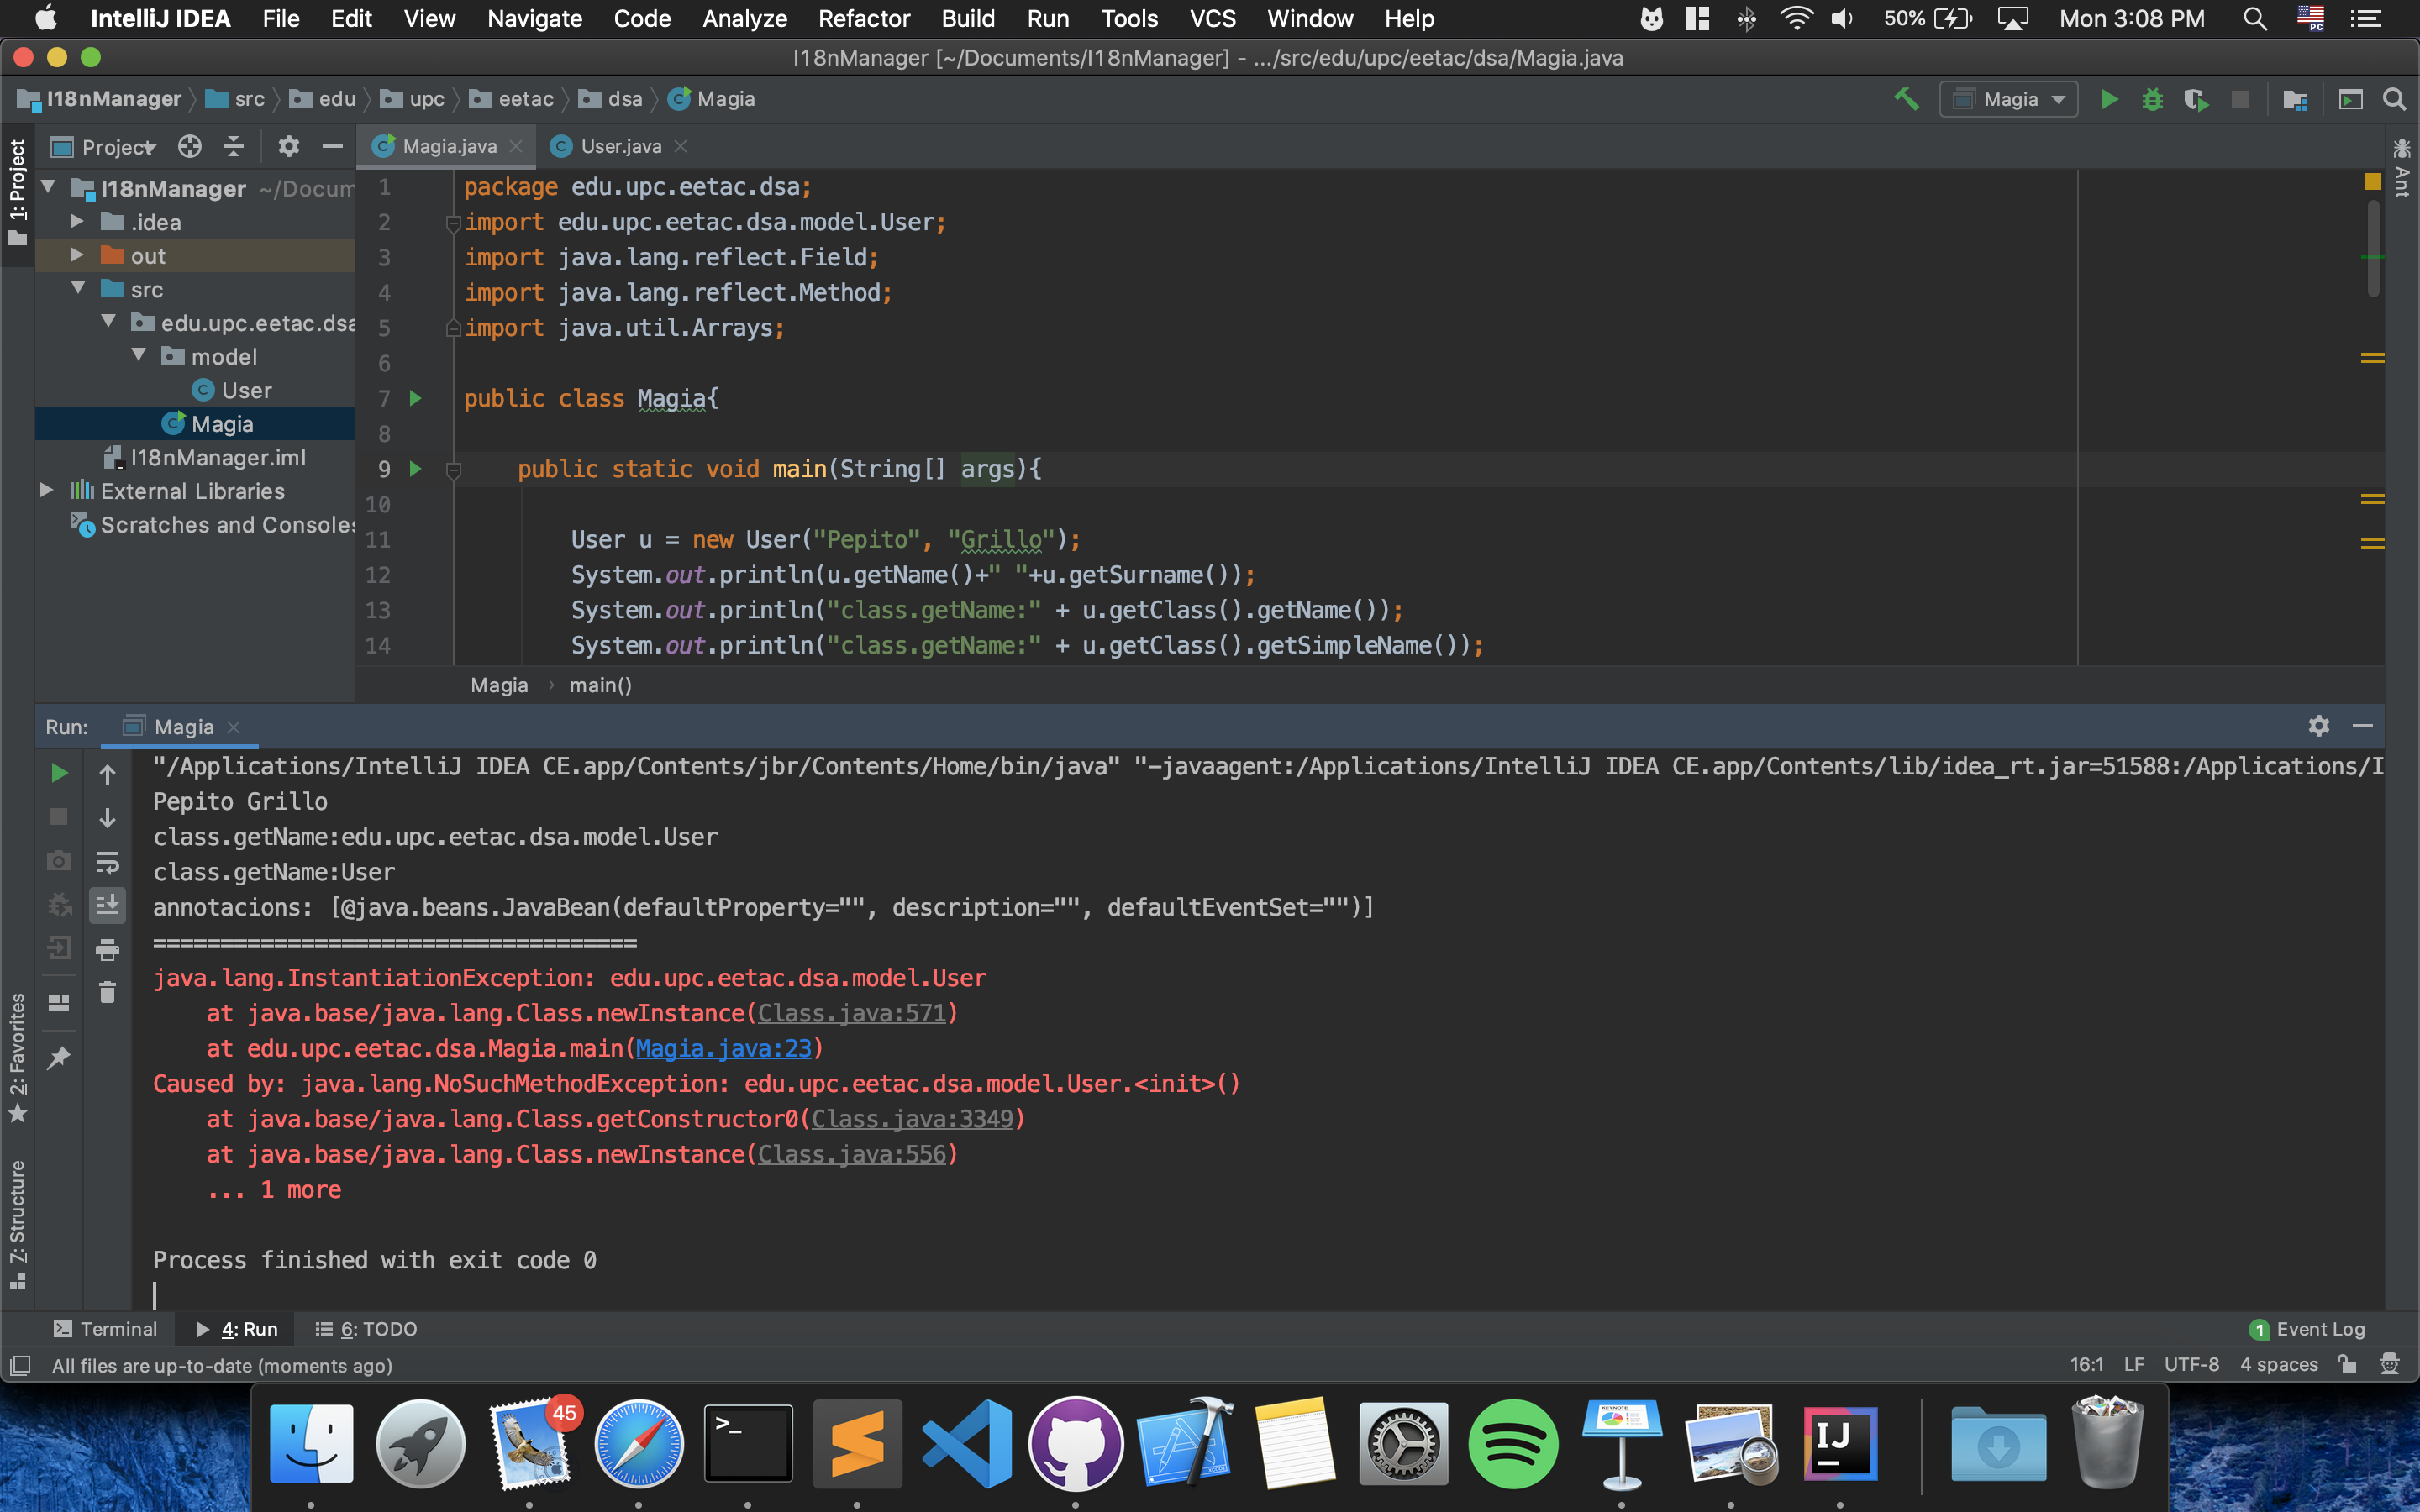 IntelliJ IDEA File Edit View Navigate Code Analyze Refactor Build Run Tools VCS Window Help 50% Mon 3:08 PM
I18nManager [~/Documents/I18nManager] - .../src/edu/upc/eetac/dsa/Magia.java
I18nManager src edu upc eetac dsa Magia Magia
1: Project
Project
I18nManager ~/Docum
.idea
out
src
edu.upc.eetac.dsa
model
User
Magia
I18nManager.iml
External Libraries
Scratches and Consoles
Magia.java User.java
Ant
1 package edu.upc.eetac.dsa;
2 import edu.upc.eetac.dsa.model.User;
3 import java.lang.reflect.Field;
4 import java.lang.reflect.Method;
5 import java.util.Arrays;
6
7 public class Magia{
8
9 public static void main(String[] args){
10
11 User u = new User("Pepito", "Grillo");
12 System.out.println(u.getName()+" "+u.getSurname());
13 System.out.println("class.getName:" + u.getClass().getName());
14 System.out.println("class.getName:" + u.getClass().getSimpleName());
Magia main()
Run: Magia
"/Applications/IntelliJ IDEA CE.app/Contents/jbr/Contents/Home/bin/java" "-javaagent:/Applications/IntelliJ IDEA CE.app/Contents/lib/idea_rt.jar=51588:/Applications/I
Pepito Grillo
class.getName:edu.upc.eetac.dsa.model.User
class.getName:User
annotacions: [@java.beans.JavaBean(defaultProperty="", description="", defaultEventSet="")]
====================================
java.lang.InstantiationException: edu.upc.eetac.dsa.model.User
at java.base/java.lang.Class.newInstance(Class.java:571)
at edu.upc.eetac.dsa.Magia.main(Magia.java:23)
Caused by: java.lang.NoSuchMethodException: edu.upc.eetac.dsa.model.User.<init>()
at java.base/java.lang.Class.getConstructor0(Class.java:3349)
at java.base/java.lang.Class.newInstance(Class.java:556)
... 1 more
Process finished with exit code 0
2: Favorites
7: Structure
Terminal 4: Run 6: TODO 1 Event Log
All files are up-to-date (moments ago) 16:1 LF UTF-8 4 spaces
45
>_
KEYNOTE
IJ